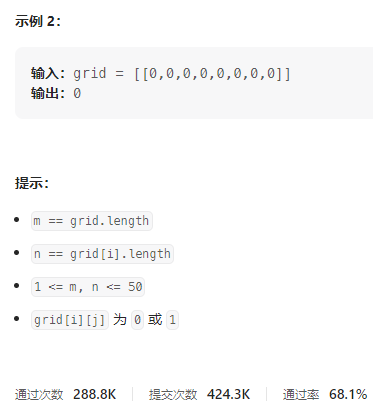 示例 2：
输入：grid = [[0,0,0,0,0,0,0,0]]
输出：0
提示：
m == grid.length
n == grid[i].length
1 <= m, n <= 50
grid[i][j] 为 0 或 1
通过次数 288.8K 提交次数 424.3K 通过率 68.1%